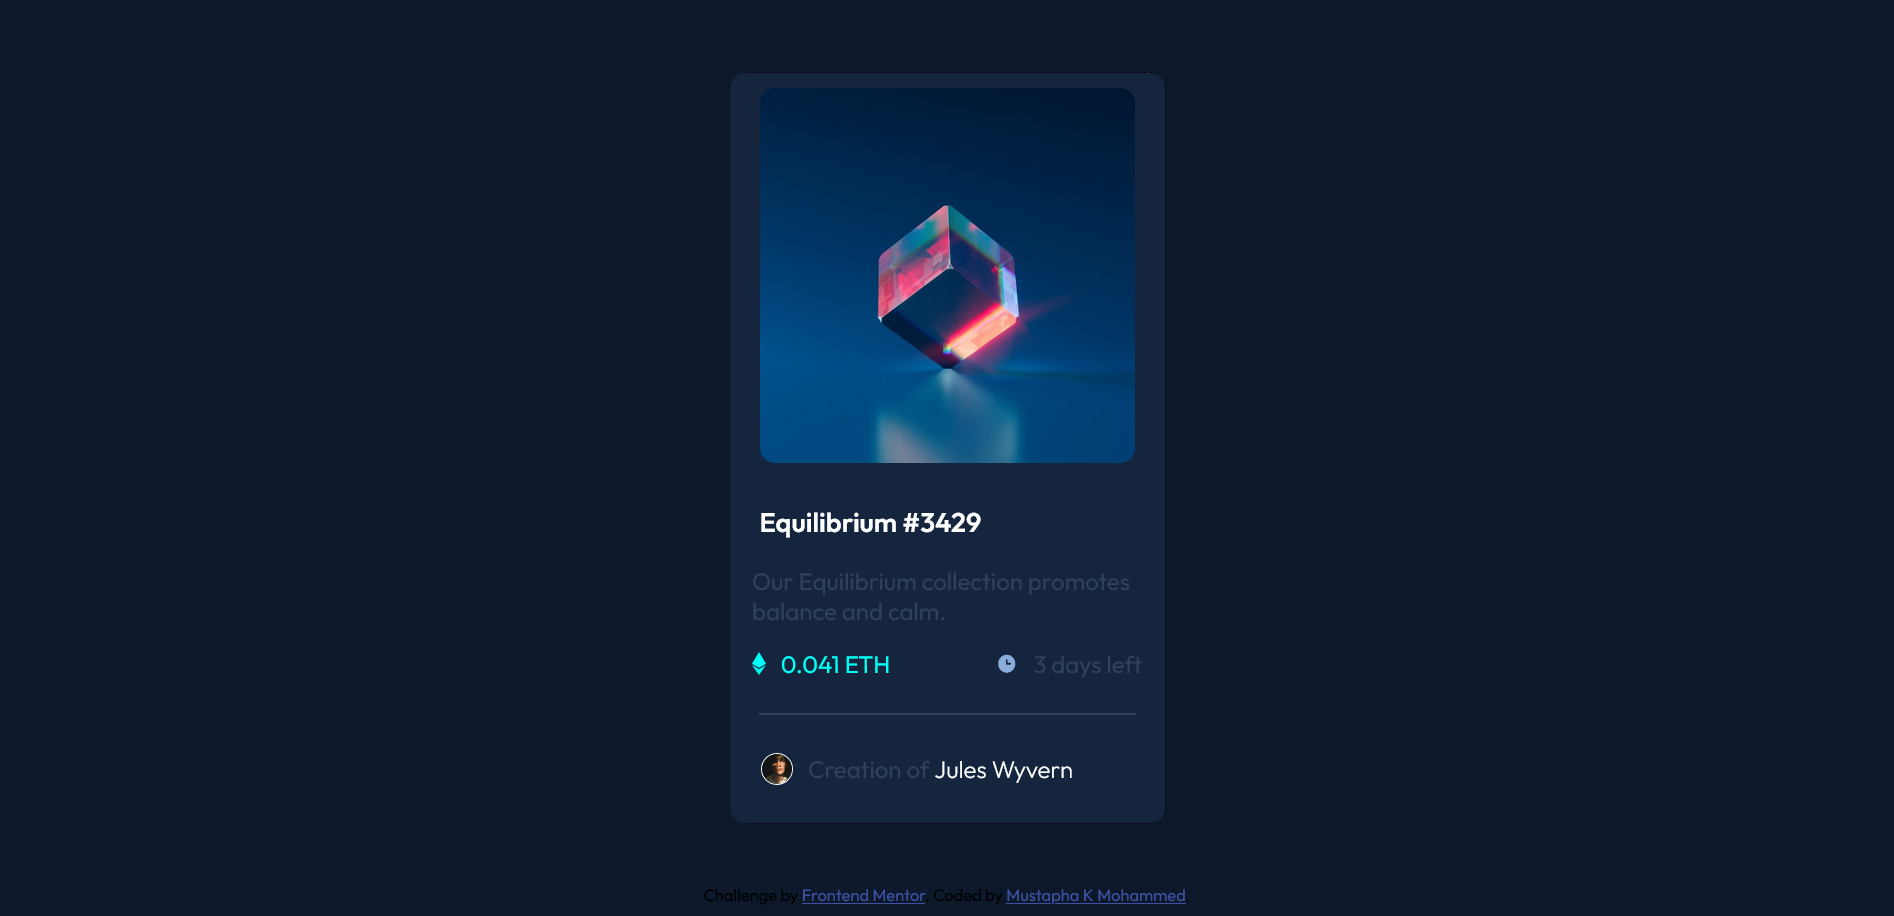 Equilibrium #3429
Our Equilibrium collection promotes
balance and calm.
0.041 ETH 3 days left
Creation of Jules Wyvern
Challenge by Frontend Mentor. Coded by Mustapha K Mohammed.